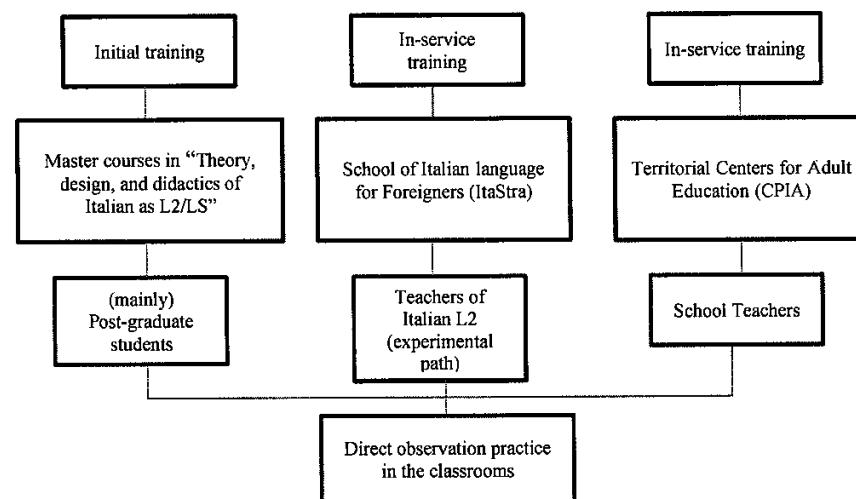 Initial training
In-service
training
In-service training
Master courses in “Theory,
design, and didactics of
Italian as L2/LS”
School of Italian language
for Foreigners (ItaStra)
Territorial Centers for Adult
Education (CPIA)
(mainly)
Post-graduate
students
Teachers of
Italian L2
(experimental
path)
School Teachers
Direct observation practice
in the classrooms